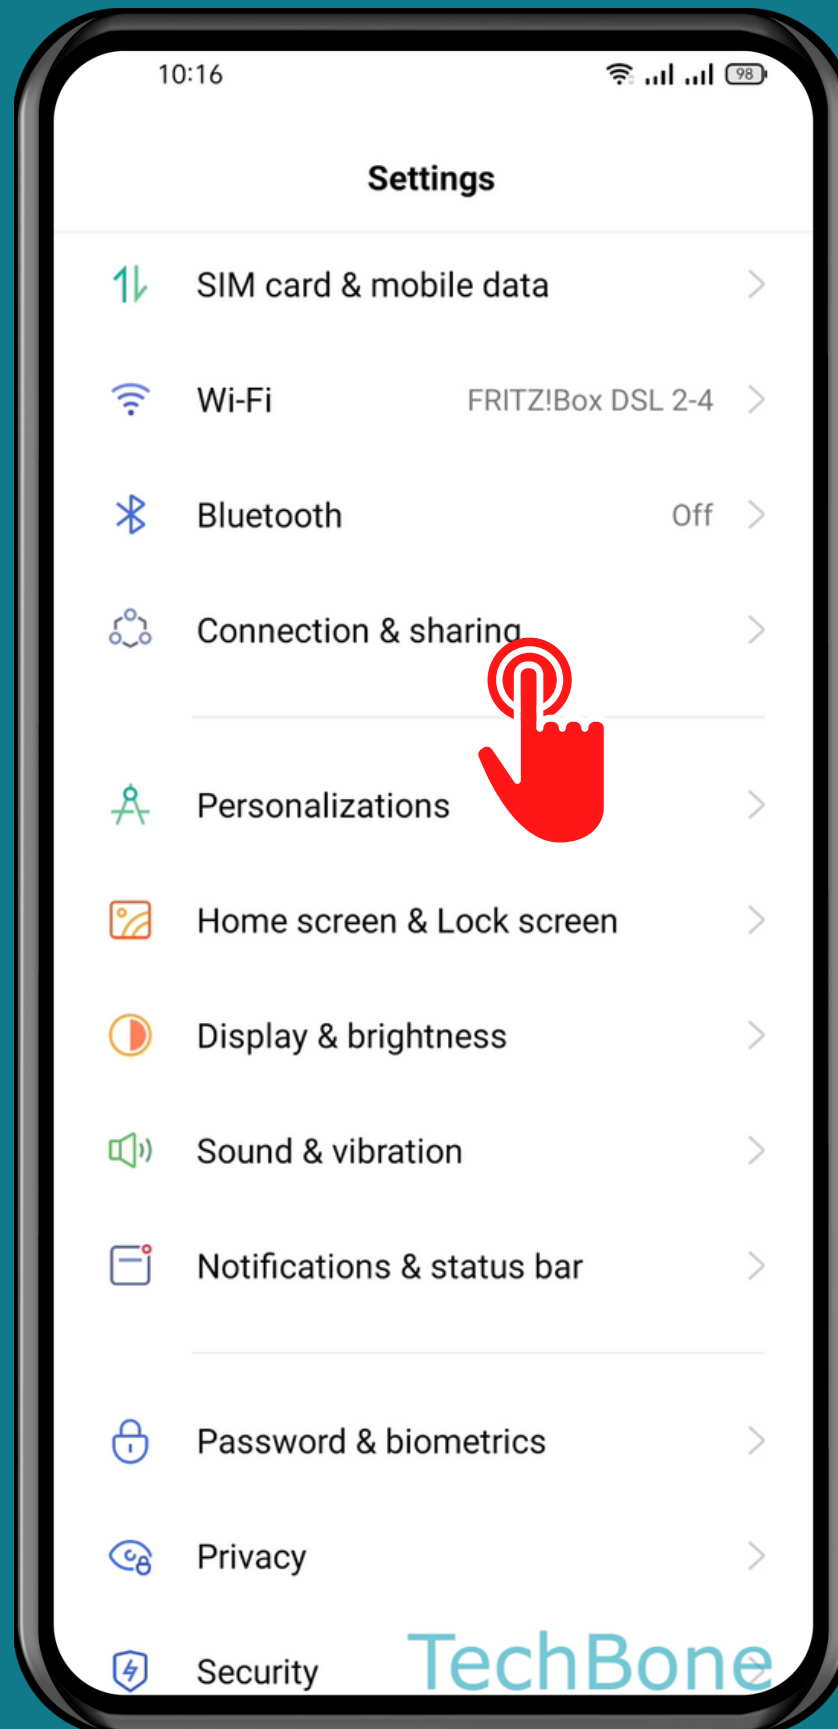 10:16 98
Settings
SIM card & mobile data
Wi-Fi FRITZ!Box DSL 2-4
Bluetooth Off
Connection & sharing
Personalizations
Home screen & Lock screen
Display & brightness
Sound & vibration
Notifications & status bar
Password & biometrics
Privacy
Security
TechBone